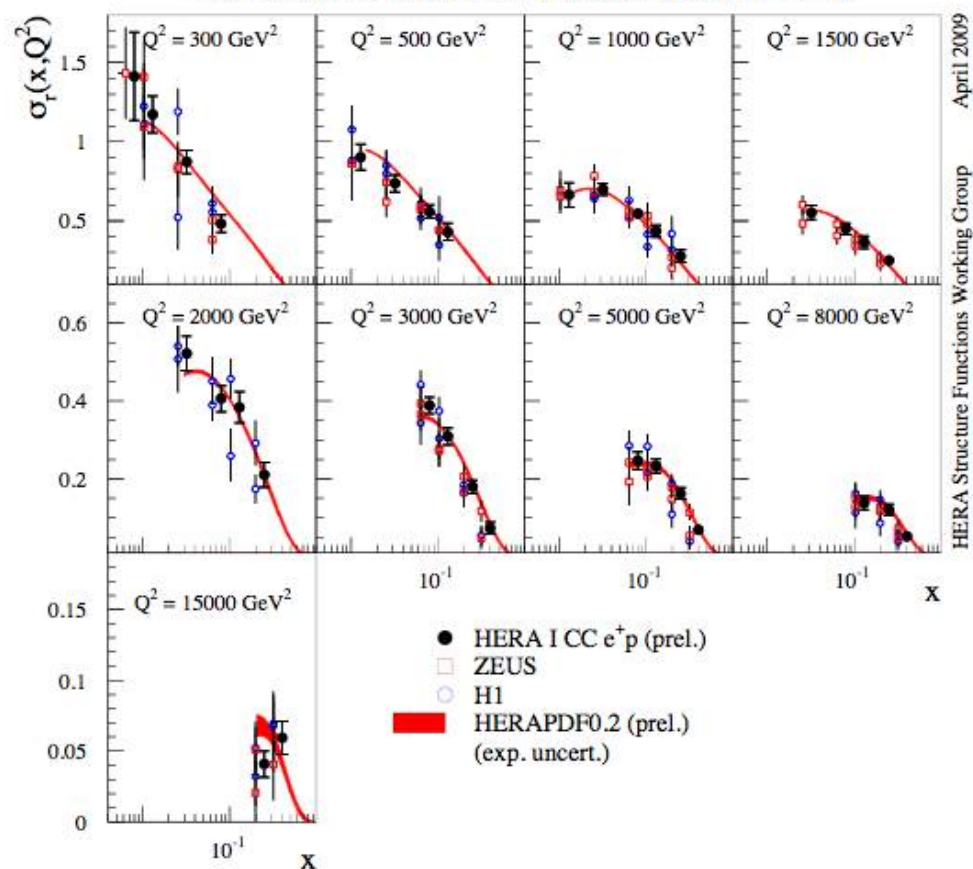 Q² = 300 GeV²
Q² = 500 GeV²
Q² = 1000 GeV²
Q² = 1500 GeV²
σr(x,Q²)
1.5
1
0.5
Q² = 2000 GeV²
Q² = 3000 GeV²
Q² = 5000 GeV²
Q² = 8000 GeV²
0.6
0.4
0.2
10⁻¹
10⁻¹
10⁻¹
x
Q² = 15000 GeV²
0.15
0.1
0.05
0
10⁻¹
x
HERA I CC e⁺p (prel.)
ZEUS
H1
HERAPDF0.2 (prel.)
(exp. uncert.)
HERA Structure Functions Working Group April 2009